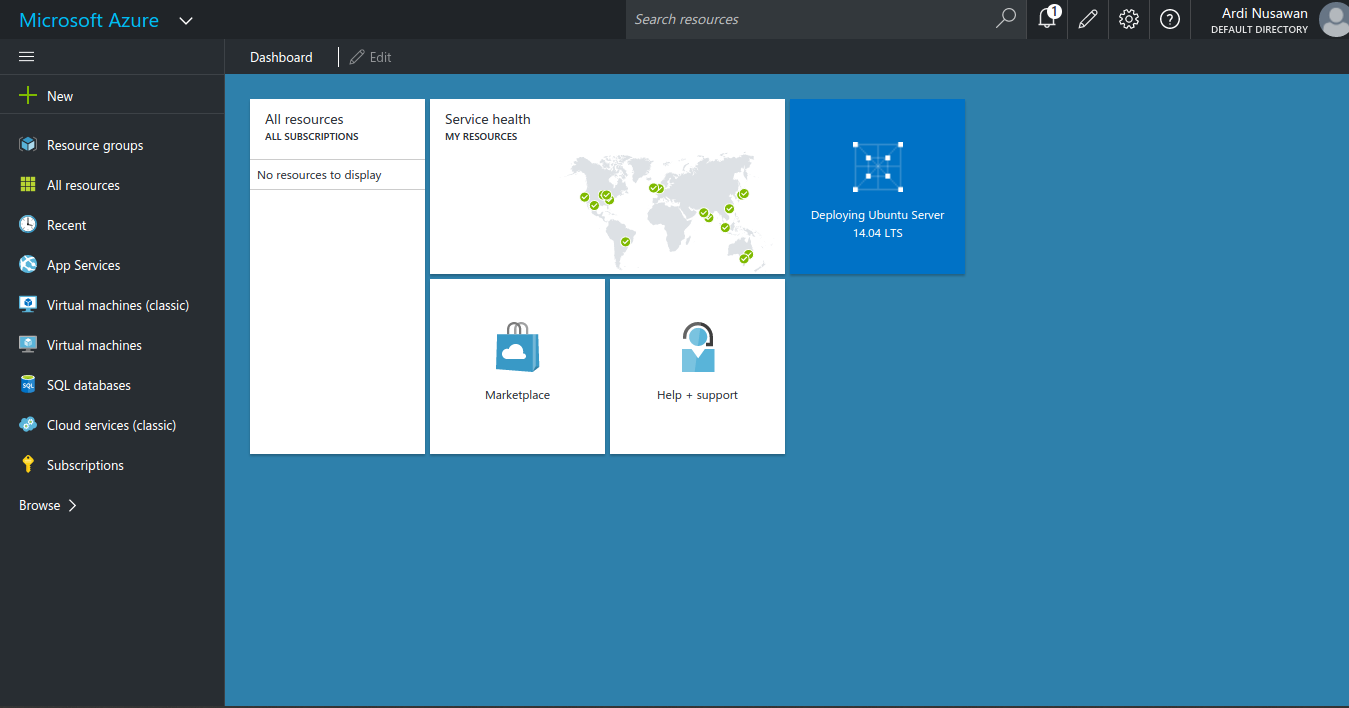 Microsoft Azure
Search resources
1
Ardi Nusawan
DEFAULT DIRECTORY
Dashboard
Edit
New
Resource groups
All resources
Recent
App Services
Virtual machines (classic)
Virtual machines
SQL
SQL databases
Cloud services (classic)
Subscriptions
Browse
All resources
ALL SUBSCRIPTIONS
No resources to display
Service health
MY RESOURCES
Deploying Ubuntu Server
14.04 LTS
Marketplace
Help + support